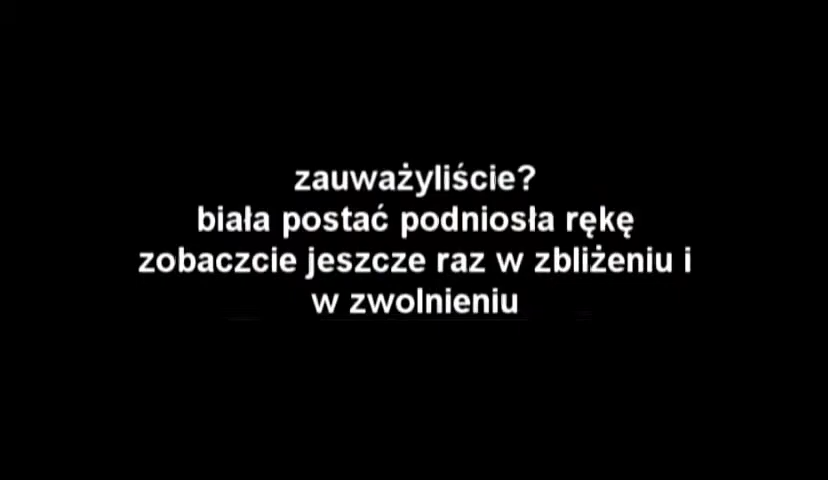 zauważyliście?
biała postać podniosła rękę
zobaczcie jeszcze raz w zbliżeniu i
w zwolnieniu